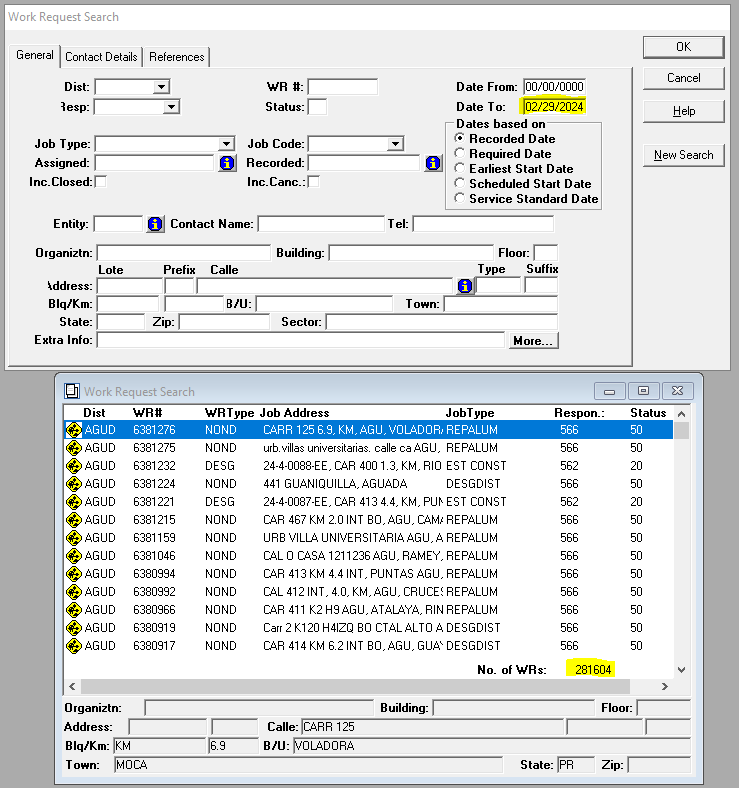 Work Request Search
General Contact Details References
OK
Cancel
Help
New Search
Dist: WR #: Date From: 00/00/0000
Resp: Status: Date To: 02/29/2024
Dates based on
Job Type: Job Code: Recorded Date
Assigned: Recorded: Required Date
Inc.Closed: Inc.Canc.: Earliest Start Date
Scheduled Start Date
Service Standard Date
Entity: Contact Name: Tel:
Organiztn: Building: Floor:
Lote Prefix Calle Type Suffix
Address:
Blq/Km: B/U: Town:
State: Zip: Sector:
Extra Info: More...
Work Request Search
Dist WR# WRType Job Address JobType Respon.: Status
AGUD 6381276 NOND CARR 125 6.9, KM, AGU, VOLADORA REPALUM 566 50
AGUD 6381275 NOND urb.villas universitarias. calle ca AGU, REPALUM 566 50
AGUD 6381232 DESG 24-4-0088-EE, CAR 400 1.3, KM, RIO EST CONST 562 20
AGUD 6381224 NOND 441 GUANIQUILLA, AGUADA DESGDIST 566 50
AGUD 6381221 DESG 24-4-0087-EE, CAR 413 4.4, KM, PUN EST CONST 562 20
AGUD 6381215 NOND CAR 467 KM 2.0 INT BO, AGU, CAMA REPALUM 566 50
AGUD 6381159 NOND URB VILLA UNIVERSITARIA AGU, A REPALUM 566 50
AGUD 6381046 NOND CAL O CASA 1211236 AGU, RAMEY, REPALUM 566 50
AGUD 6380994 NOND CAR 413 KM 4.4 INT, PUNTAS AGU, REPALUM 566 50
AGUD 6380992 NOND CAL 412 INT, 4.0, KM, AGU, CRUCES REPALUM 566 50
AGUD 6380966 NOND CAR 411 K2 H9 AGU, ATALAYA, RIN REPALUM 566 50
AGUD 6380919 NOND Carr 2 K120 H4IZQ BO CTAL ALTO A DESGDIST 566 50
AGUD 6380917 NOND CAR 414 KM 6.2 INT BO, AGU, GUAY DESGDIST 566 50
No. of WRs: 281604
Organiztn: Building: Floor:
Address: Calle: CARR 125
Blq/Km: KM 6.9 B/U: VOLADORA
Town: MOCA State: PR Zip: